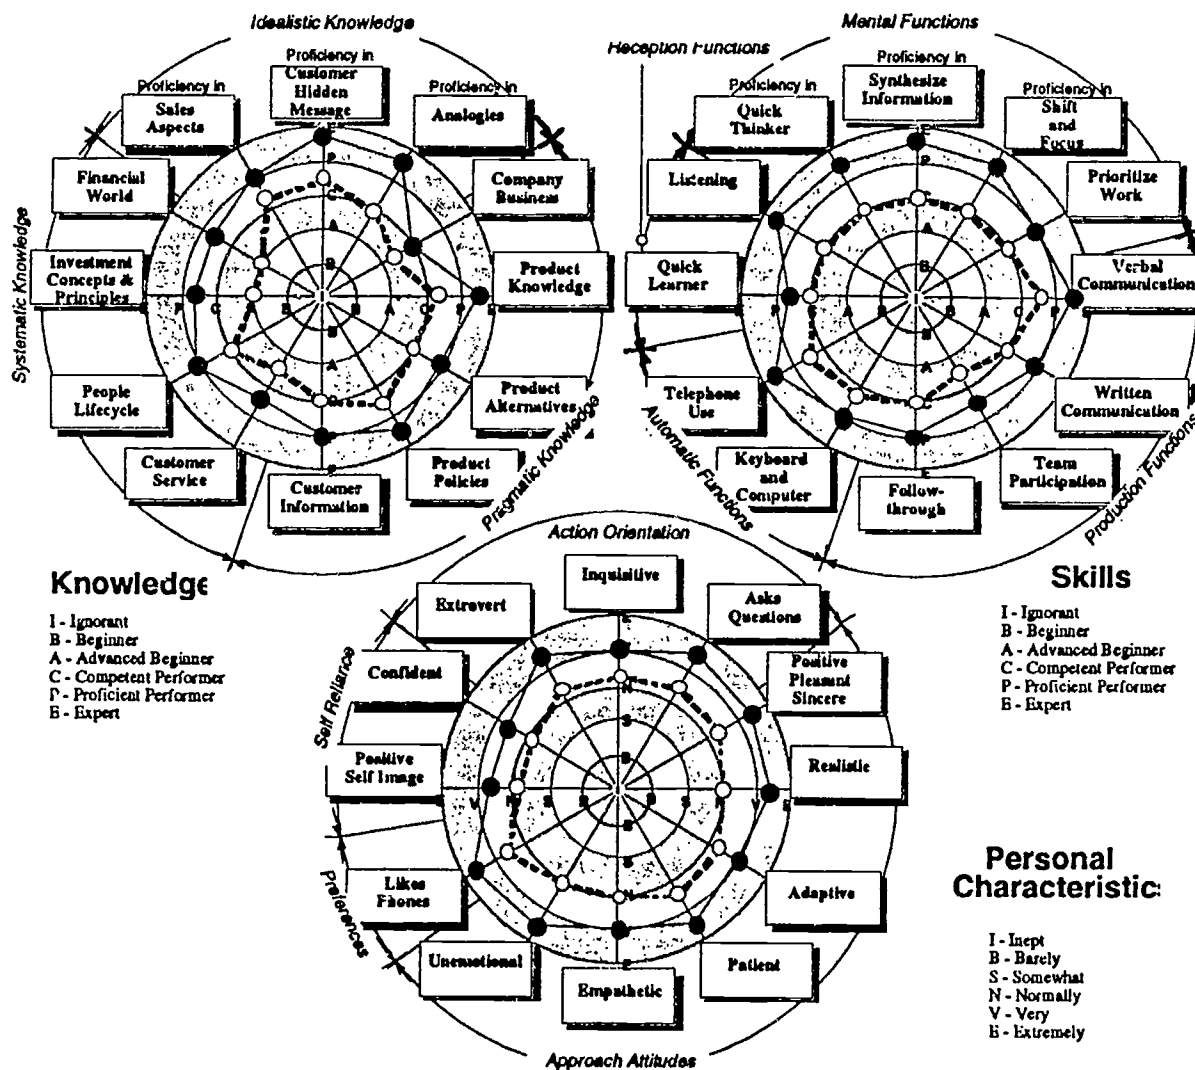 Idealistic Knowledge
Proficiency in
Customer
Hidden
Message
Proficiency in
Sales
Aspects
Proficiency in
Analogies
Financial
World
Company
Business
Systematic Knowledge
Investment
Concepts &
Principles
Product
Knowledge
People
Lifecycle
Product
Alternatives
Customer
Service
Customer
Information
Product
Policies
Pragmatic Knowledge
E
P
C
A
B
I
B
A
C
P
B
A
C
P
E
B
A
C
P
E
Knowledge
I - Ignorant
B - Beginner
A - Advanced Beginner
C - Competent Performer
P - Proficient Performer
E - Expert
Mental Functions
Reception Functions
Proficiency in
Synthesize
Information
Proficiency in
Quick
Thinker
Proficiency in
Shift
and
Focus
Listening
Prioritize
Work
Quick
Learner
Verbal
Communication
Telephone
Use
Written
Communication
Keyboard
and
Computer
Follow-
through
Team
Participation
Automatic Functions
Production Functions
E
P
C
A
B
I
B
A
P
B
A
C
P
E
B
A
C
P
E
Skills
I - Ignorant
B - Beginner
A - Advanced Beginner
C - Competent Performer
P - Proficient Performer
E - Expert
Action Orientation
Inquisitive
Extrovert
Asks
Questions
Confident
Positive
Pleasant
Sincere
Self Reliance
Positive
Self Image
Realistic
Likes
Phones
Adaptive
Preferences
Unemotional
Empathetic
Patient
Approach Attitudes
E
V
N
S
B
I
B
S
N
V
B
S
N
V
E
B
S
N
V
E
Personal
Characteristics
I - Inept
B - Barely
S - Somewhat
N - Normally
V - Very
E - Extremely